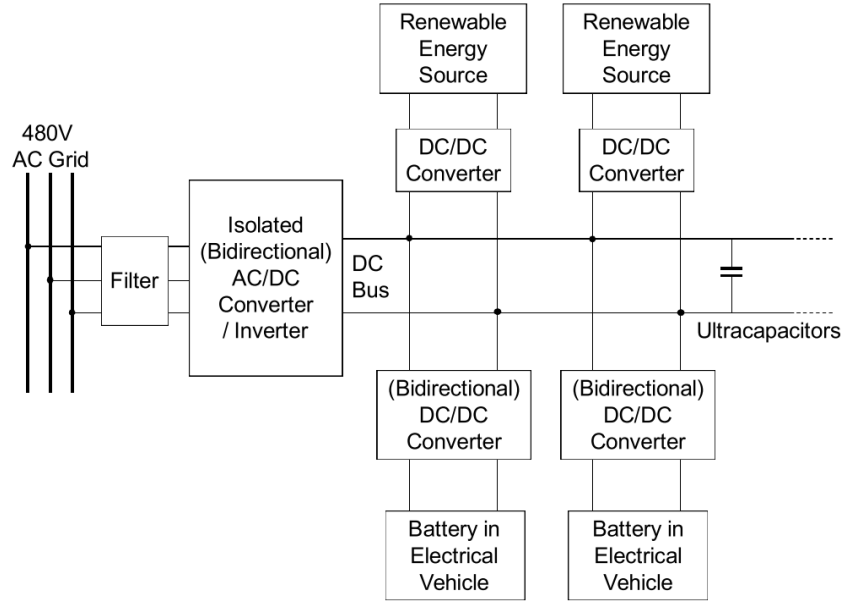 Renewable
Energy
Source
Renewable
Energy
Source
480V
AC Grid
DC/DC
Converter
DC/DC
Converter
Filter
Isolated
(Bidirectional)
AC/DC
Converter
/ Inverter
DC
Bus
Ultracapacitors
(Bidirectional)
DC/DC
Converter
(Bidirectional)
DC/DC
Converter
Battery in
Electrical
Vehicle
Battery in
Electrical
Vehicle